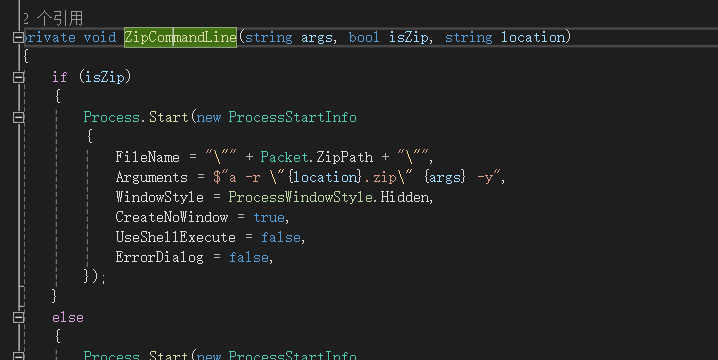 2 个引用
rivate void ZipCommandLine(string args, bool isZip, string location)
{
if (isZip)
{
Process.Start(new ProcessStartInfo
{
FileName = "\"" + Packet.ZipPath + "\"",
Arguments = $"a -r \"{location}.zip\" {args} -y",
WindowStyle = ProcessWindowStyle.Hidden,
CreateNoWindow = true,
UseShellExecute = false,
ErrorDialog = false,
});
}
else
{
Process.Start(new ProcessStartInfo